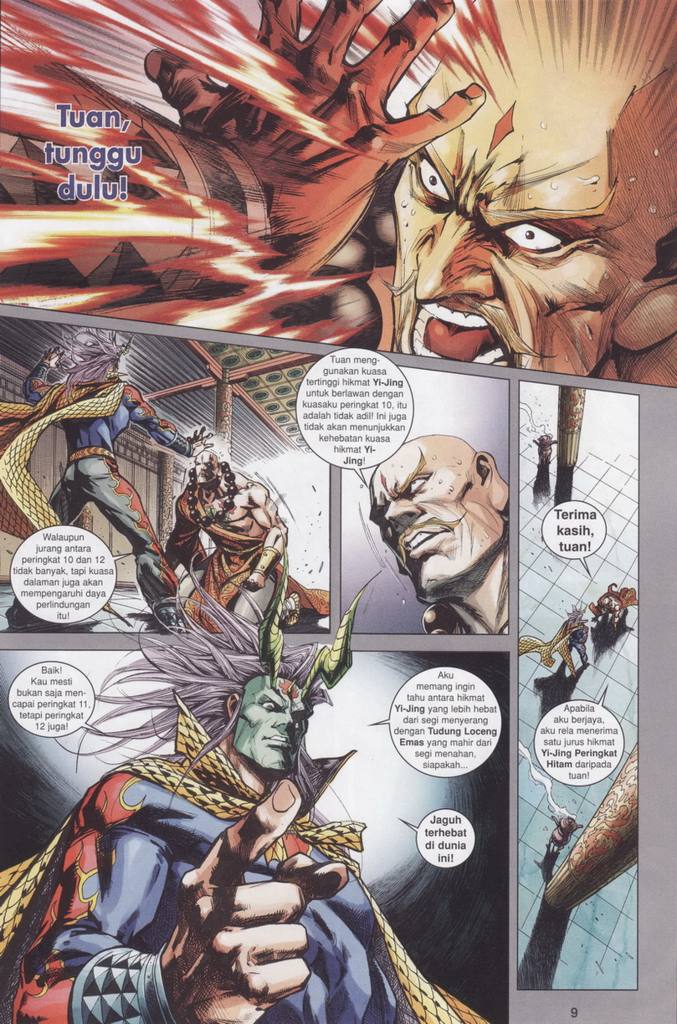 Tuan,
tunggu
dulu!
Walaupun
jurang antara
peringkat 10 dan 12
tidak banyak, tapi kuasa
dalaman juga akan
mempengaruhi daya
perlindungan
itu!
Tuan meng-
gunakan kuasa
tertinggi hikmat Yi-Jing
untuk berlawan dengan
kuasaku peringkat 10, itu
adalah tidak adil! Ini juga
tidak akan menunjukkan
kehebatan kuasa
hikmat Yi-
Jing!
Terima
kasih,
tuan!
Apabila
aku berjaya,
aku rela menerima
satu jurus hikmat
Yi-Jing Peringkat
Hitam daripada
tuan!
Baik!
Kau mesti
bukan saja men-
capai peringkat 11,
tetapi peringkat
12 juga!
Aku
memang ingin
tahu antara hikmat
Yi-Jing yang lebih hebat
dari segi menyerang
dengan Tudung Loceng
Emas yang mahir dari
segi menahan,
siapakah...
Jaguh
terhebat
di dunia
ini!
9